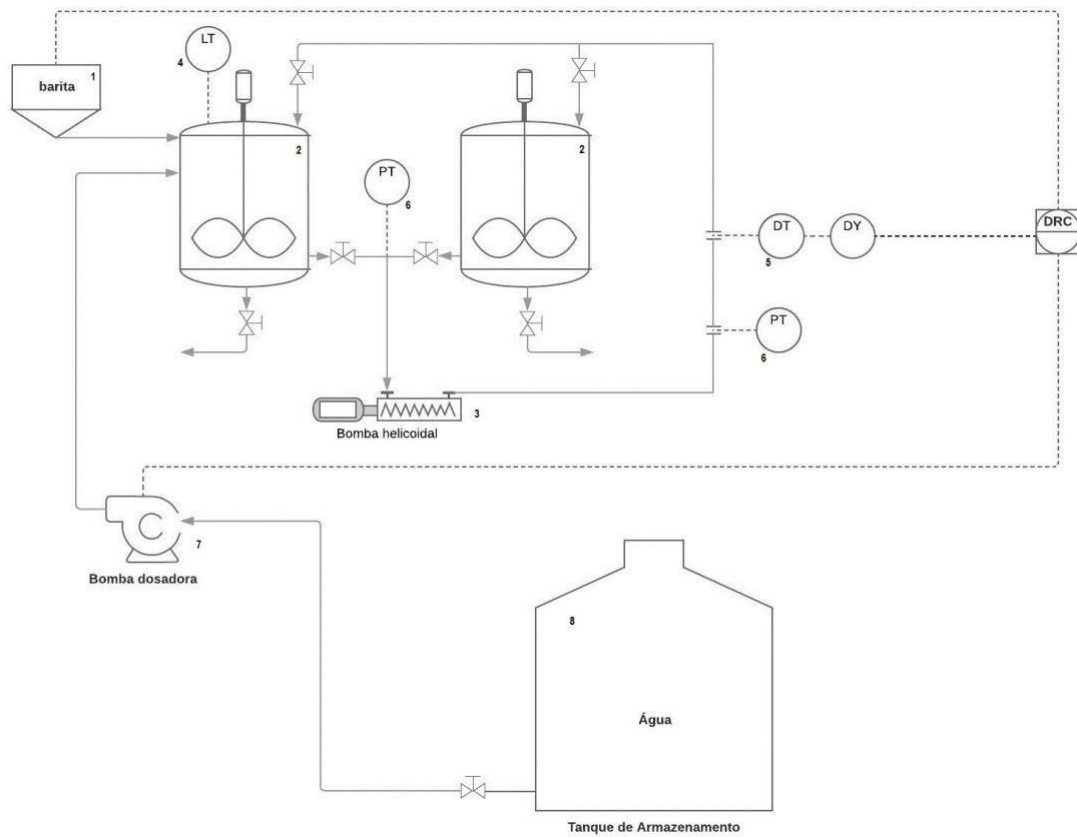 LT
4
barita
1
2
2
PT
6
DT
DY
DRC
5
PT
6
3
Bomba helicoidal
7
Bomba dosadora
8
Água
Tanque de Armazenamento